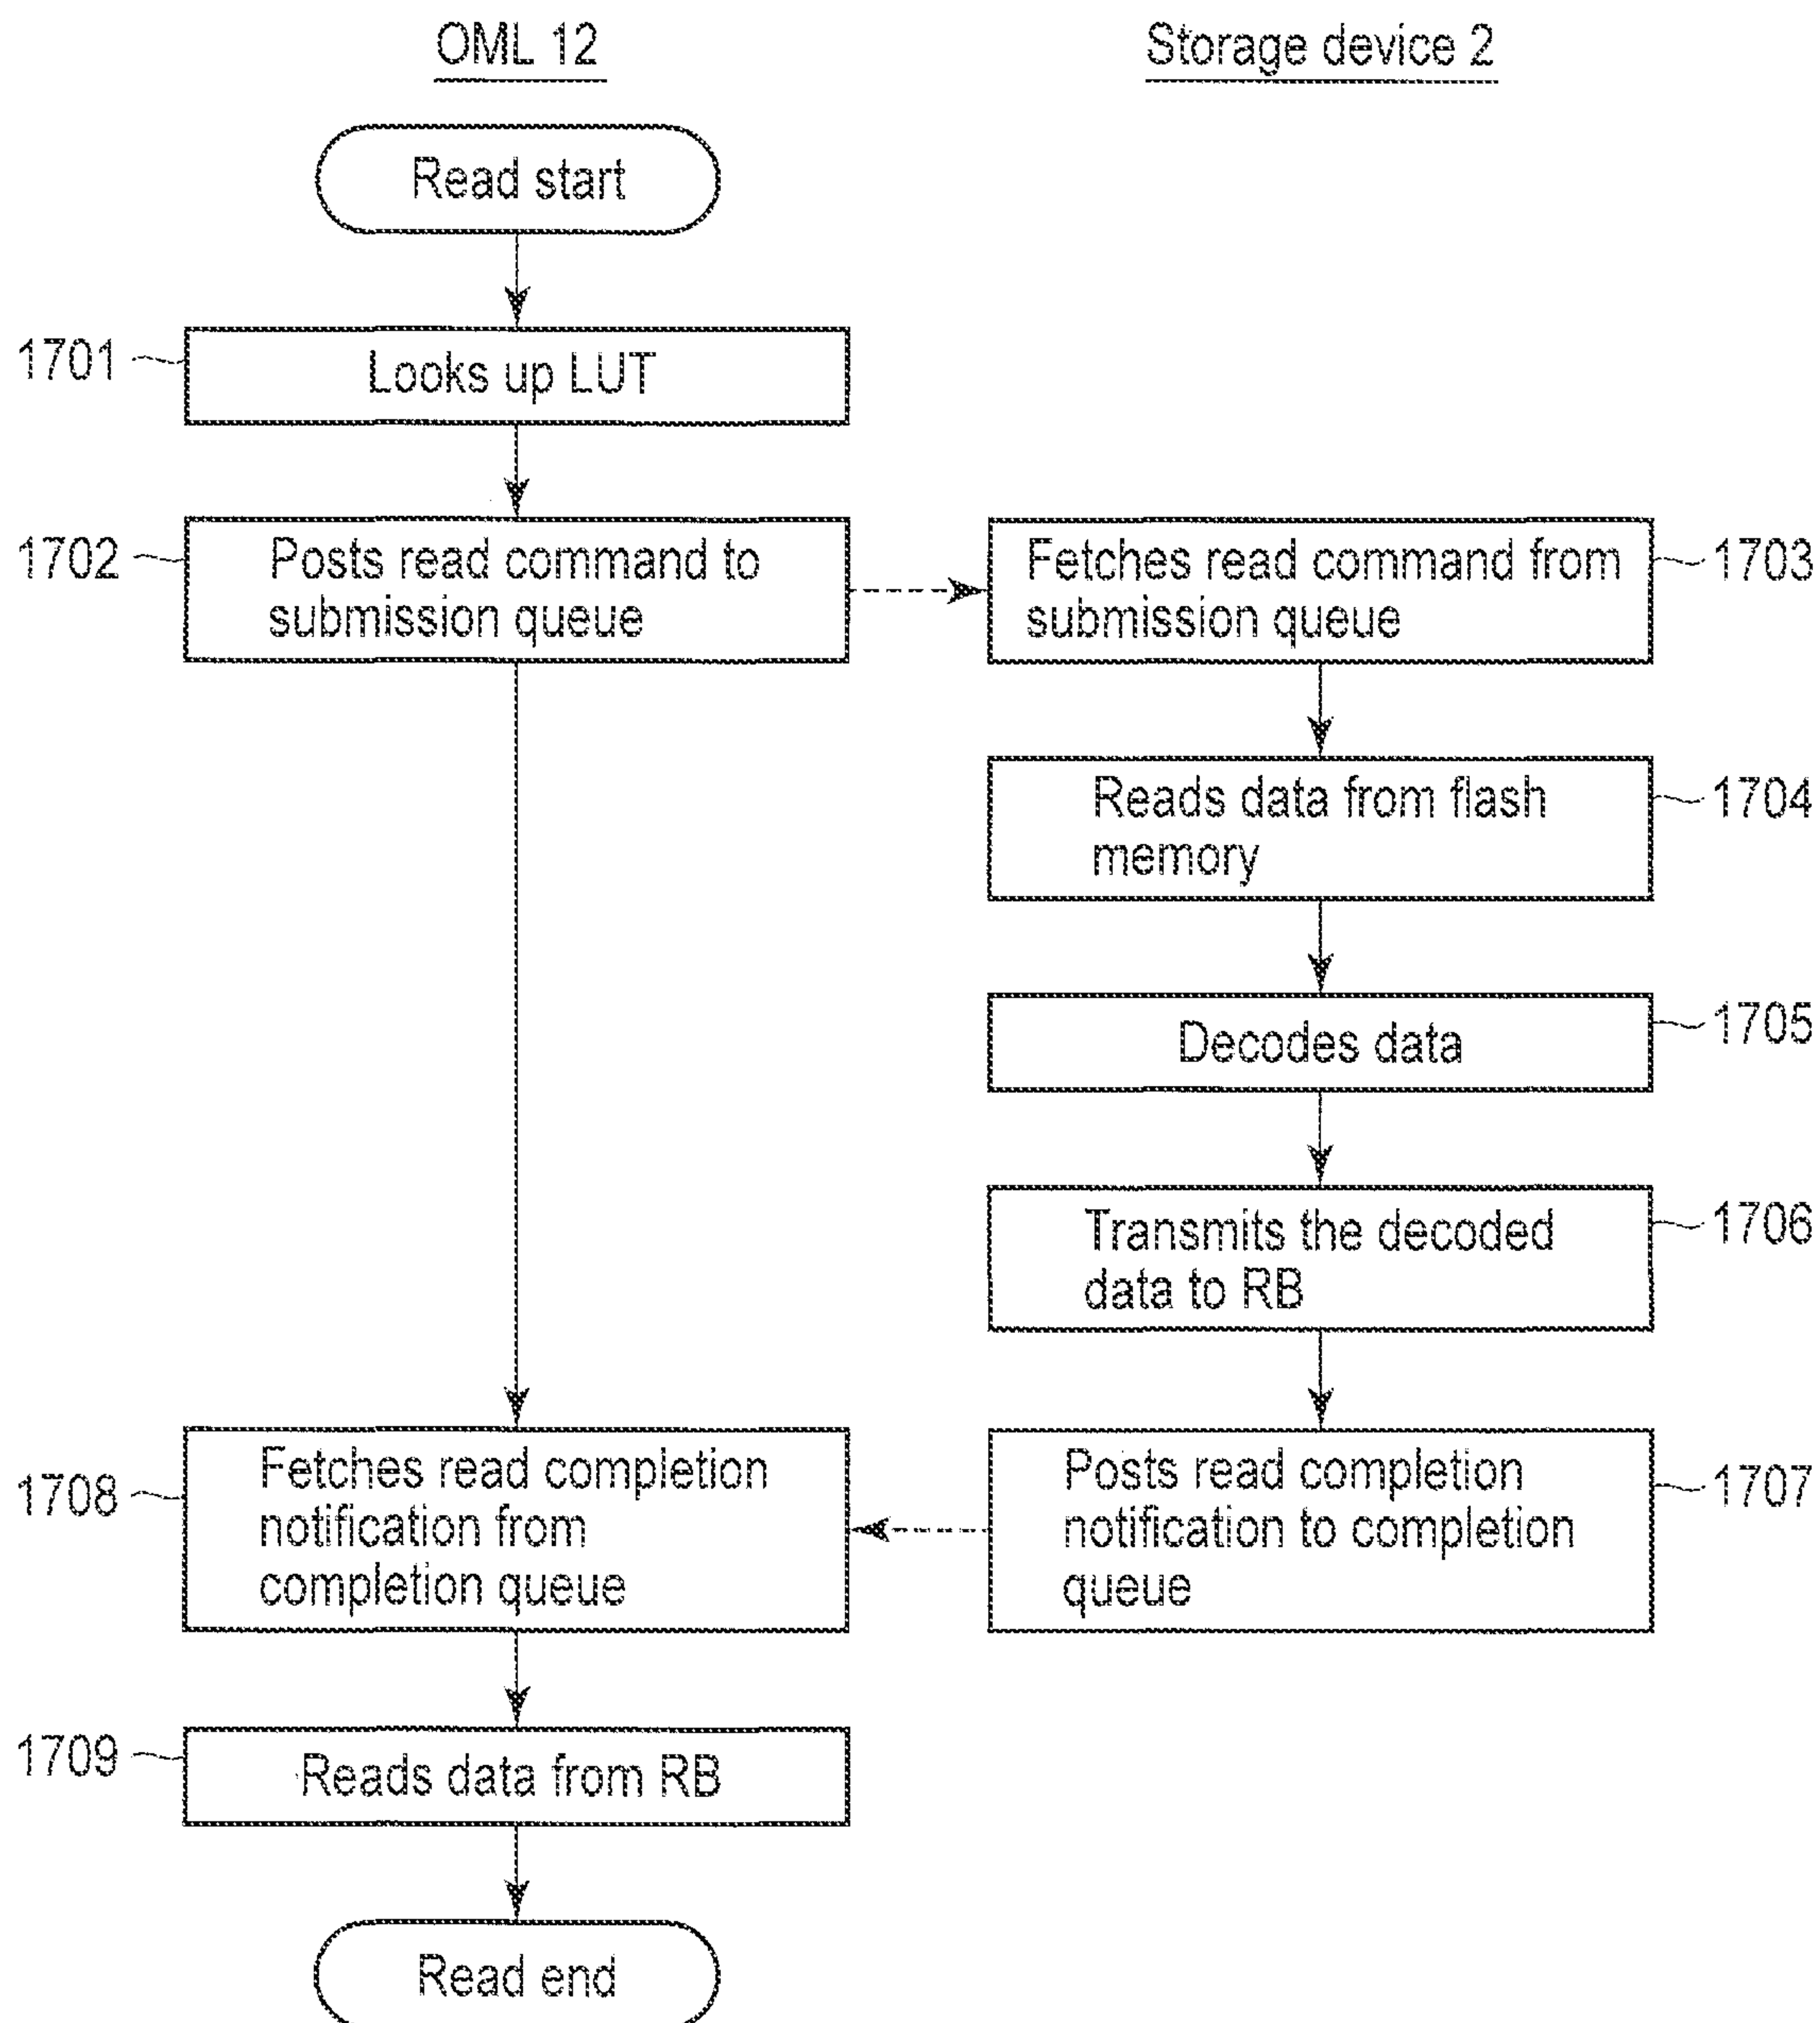 OML 12
Storage device 2
Read start
1701
Looks up LUT
1702
Posts read command to
submission queue
Fetches read command from
submission queue
1703
Reads data from flash
memory
1704
Decodes data
1705
Transmits the decoded
data to RB
1706
1708
Fetches read completion
notification from
completion queue
Posts read completion
notification to completion
queue
1707
1709
Reads data from RB
Read end